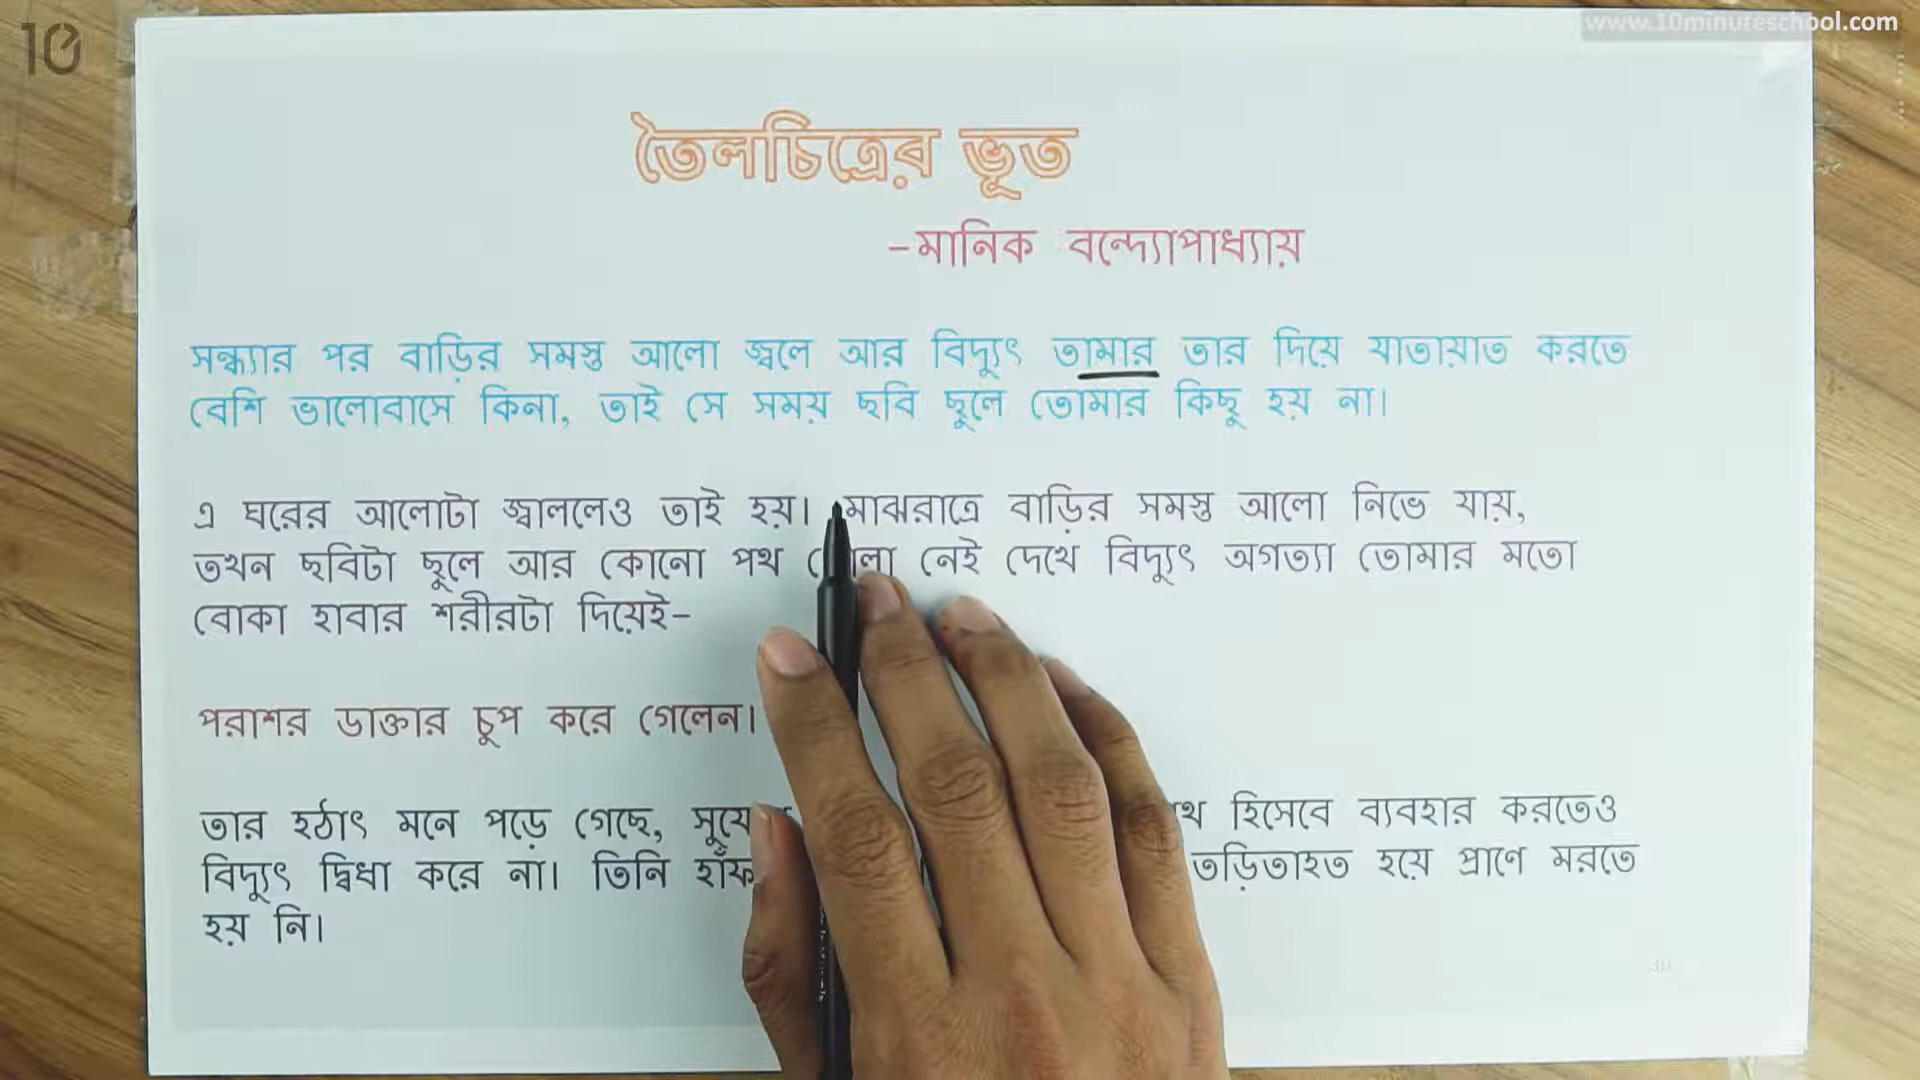 10
www.10minuteschool.com
তৈলচিত্রের ভূত
-মানিক বন্দ্যোপাধ্যায়
সন্ধ্যার পর বাড়ির সমস্ত আলো জ্বলে আর বিদ্যুৎ তামার তার দিয়ে যাতায়াত করতে
বেশি ভালোবাসে কিনা, তাই সে সময় ছবি ছুলে তোমার কিছু হয় না।
এ ঘরের আলোটা জ্বাললেও তাই হয়। মাঝরাত্রে বাড়ির সমস্ত আলো নিভে যায়,
তখন ছবিটা ছুলে আর কোনো পথ নেই দেখে বিদ্যুৎ অগত্যা তোমার মতো
বোকা হাবার শরীরটা দিয়েই-
পরাশর ডাক্তার চুপ করে গেলেন।
তার হঠাৎ মনে পড়ে গেছে, হিসেবে ব্যবহার করতেও
বিদ্যুৎ দ্বিধা করে না। তিনি তড়িতাহত হয়ে প্রাণে মরতে
হয় নি।